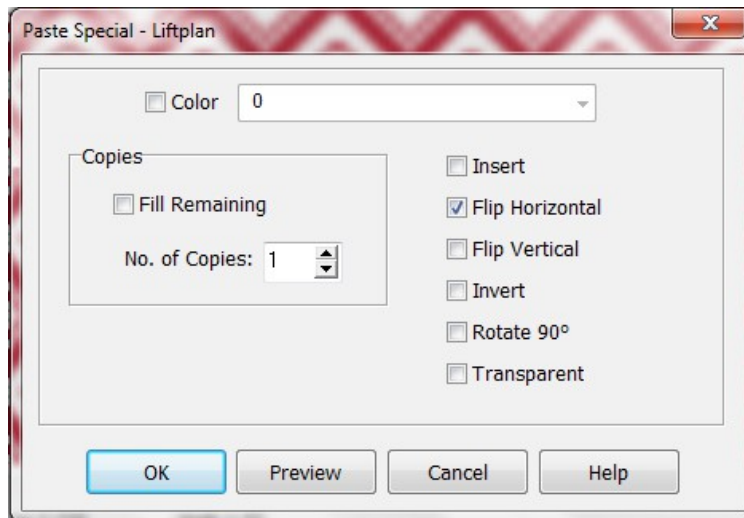 Paste Special - Liftplan
Color 0
Copies
Fill Remaining
No. of Copies: 1
Insert
Flip Horizontal
Flip Vertical
Invert
Rotate 90º
Transparent
OK Preview Cancel Help